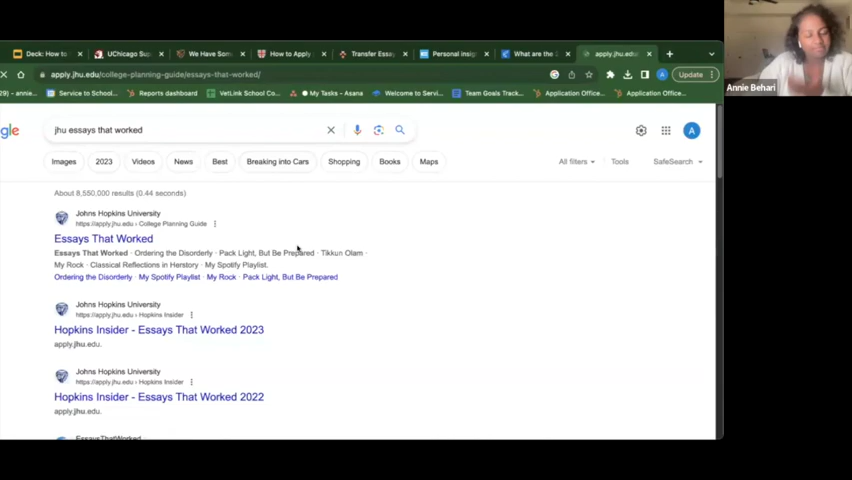 Deck: How to
UChicago Sup
We Have Som
How to Apply
Transfer Essay
Personal insig
What are the
apply.jhu.edu/
apply.jhu.edu/college-planning-guide/essays-that-worked/
Update
29) - annie...
Service to School...
Reports dashboard
VetLink School Co...
My Tasks - Asana
Welcome to Servi...
Team Goals Track...
Application Office...
Application Office...
Annie Behari
gle
jhu essays that worked
A
Images
2023
Videos
News
Best
Breaking into Cars
Shopping
Books
Maps
All filters
Tools
SafeSearch
About 8,550,000 results (0.44 seconds)
Johns Hopkins University
https://apply.jhu.edu › College Planning Guide
Essays That Worked
Essays That Worked · Ordering the Disorderly · Pack Light, But Be Prepared · Tikkun Olam ·
My Rock · Classical Reflections in Herstory · My Spotify Playlist.
Ordering the Disorderly · My Spotify Playlist · My Rock · Pack Light, But Be Prepared
Johns Hopkins University
https://apply.jhu.edu › Hopkins Insider
Hopkins Insider - Essays That Worked 2023
apply.jhu.edu.
Johns Hopkins University
https://apply.jhu.edu › Hopkins Insider
Hopkins Insider - Essays That Worked 2022
apply.jhu.edu.
EssaysThatWorked